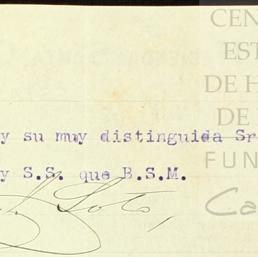 CEN
EST
DE H
DE
FUN
Ca
y su muy distinguida Sr
y S.S. que B.S.M.
Soto,